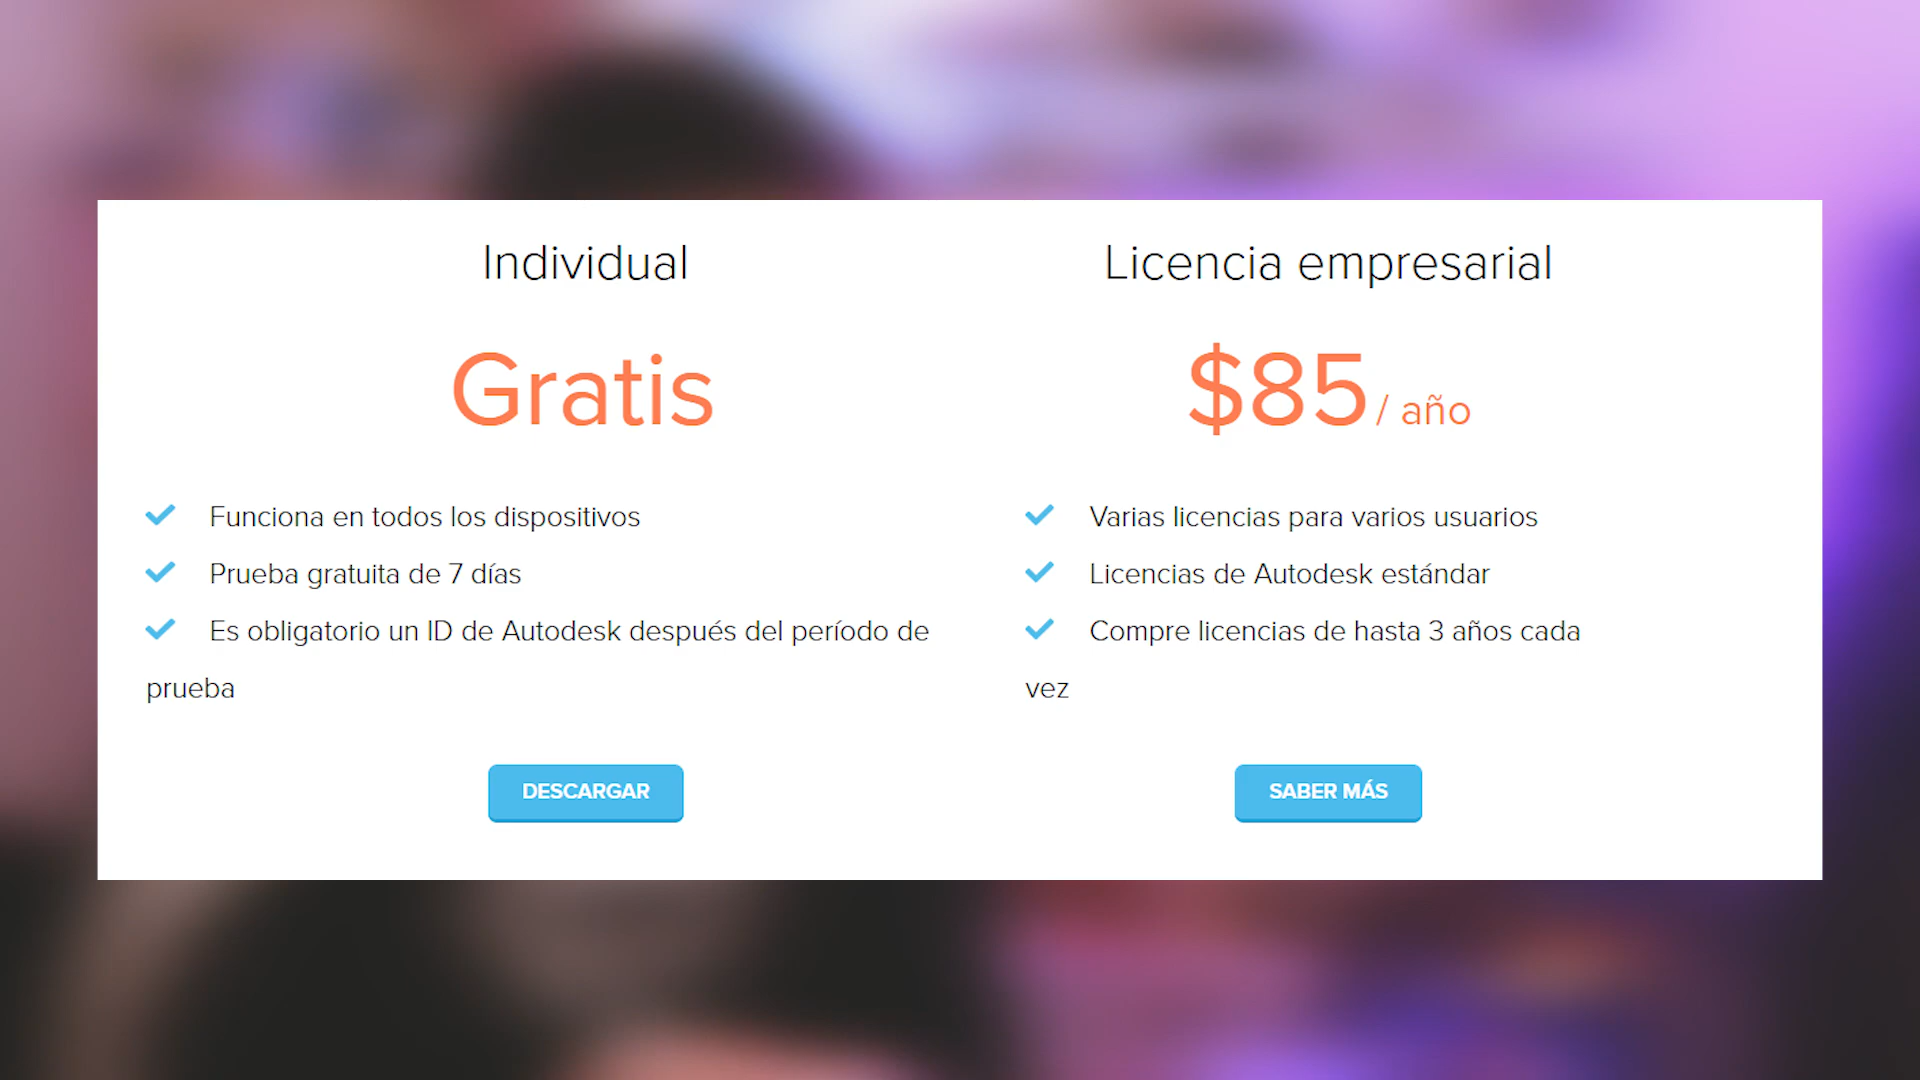 Individual
Gratis
Funciona en todos los dispositivos
Prueba gratuita de 7 días
Es obligatorio un ID de Autodesk después del período de
prueba
DESCARGAR
Licencia empresarial
$85 / año
Varias licencias para varios usuarios
Licencias de Autodesk estándar
Compre licencias de hasta 3 años cada
vez
SABER MÁS